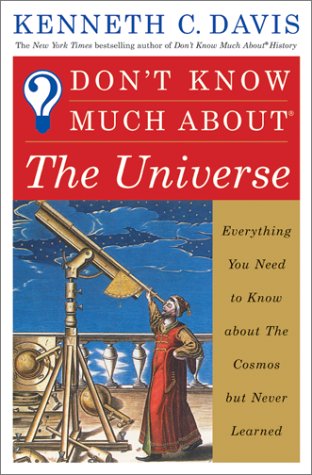 KENNETH C. DAVIS
The New York Times bestselling author of Don't Know Much About® History
?
DON'T KNOW
MUCH ABOUT®
The Universe
Everything
You Need
to Know
about The
Cosmos
but Never
Learned